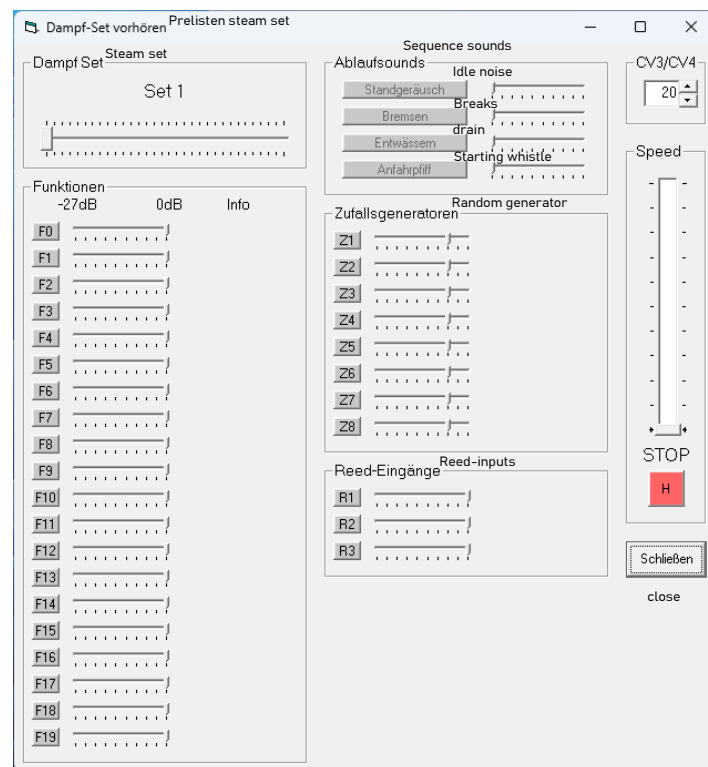 Dampf-Set vorhören Prelisten steam set
Dampf Set Steam set
Set 1
Funktionen
-27dB 0dB Info
F0
F1
F2
F3
F4
F5
F6
F7
F8
F9
F10
F11
F12
F13
F14
F15
F16
F17
F18
F19
Sequence sounds
Ablaufsounds
Idle noise
Standgeräusch
Breaks
Bremsen
drain
Entwässern
Starting whistle
Anfahrpfiff
Random generator
Zufallsgeneratoren
Z1
Z2
Z3
Z4
Z5
Z6
Z7
Z8
Reed-inputs
Reed-Eingänge
R1
R2
R3
CV3/CV4
20
Speed
STOP
H
Schließen
close